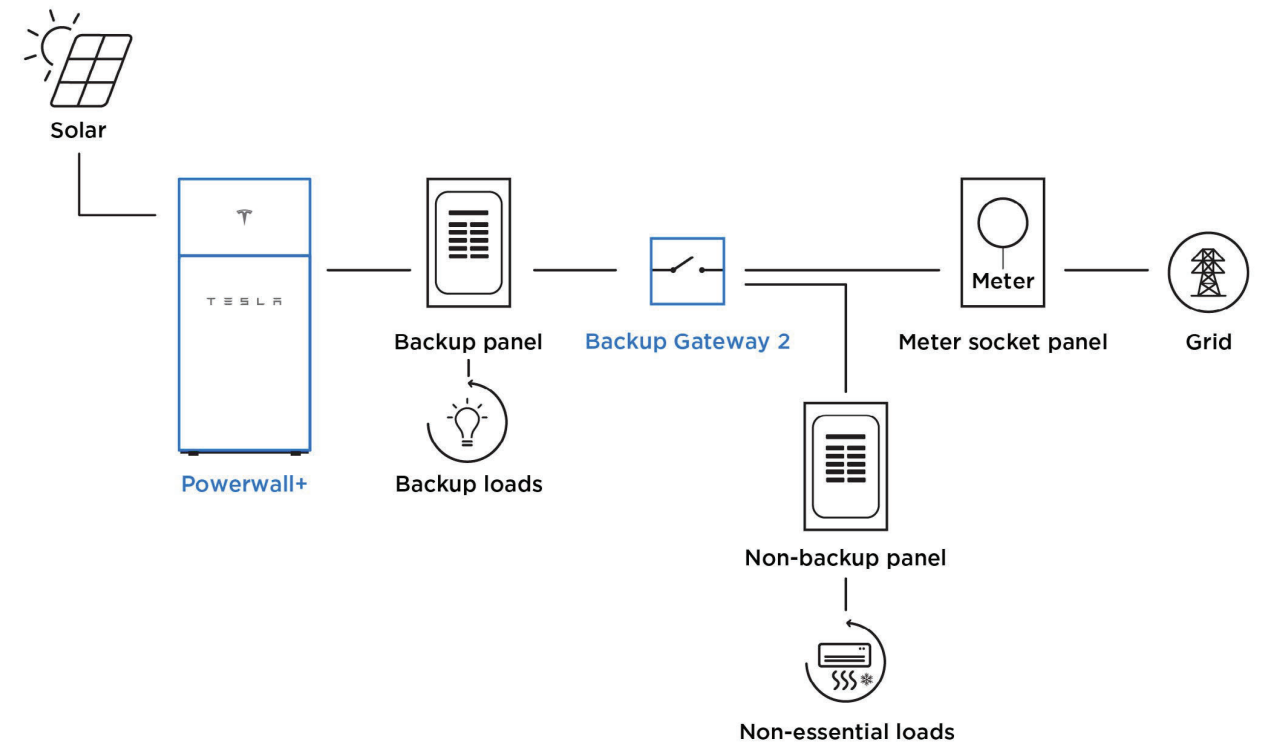 Solar
TESLA
Meter
Backup panel
Backup Gateway 2
Meter socket panel
Grid
Powerwall+
Backup loads
Non-backup panel
Non-essential loads